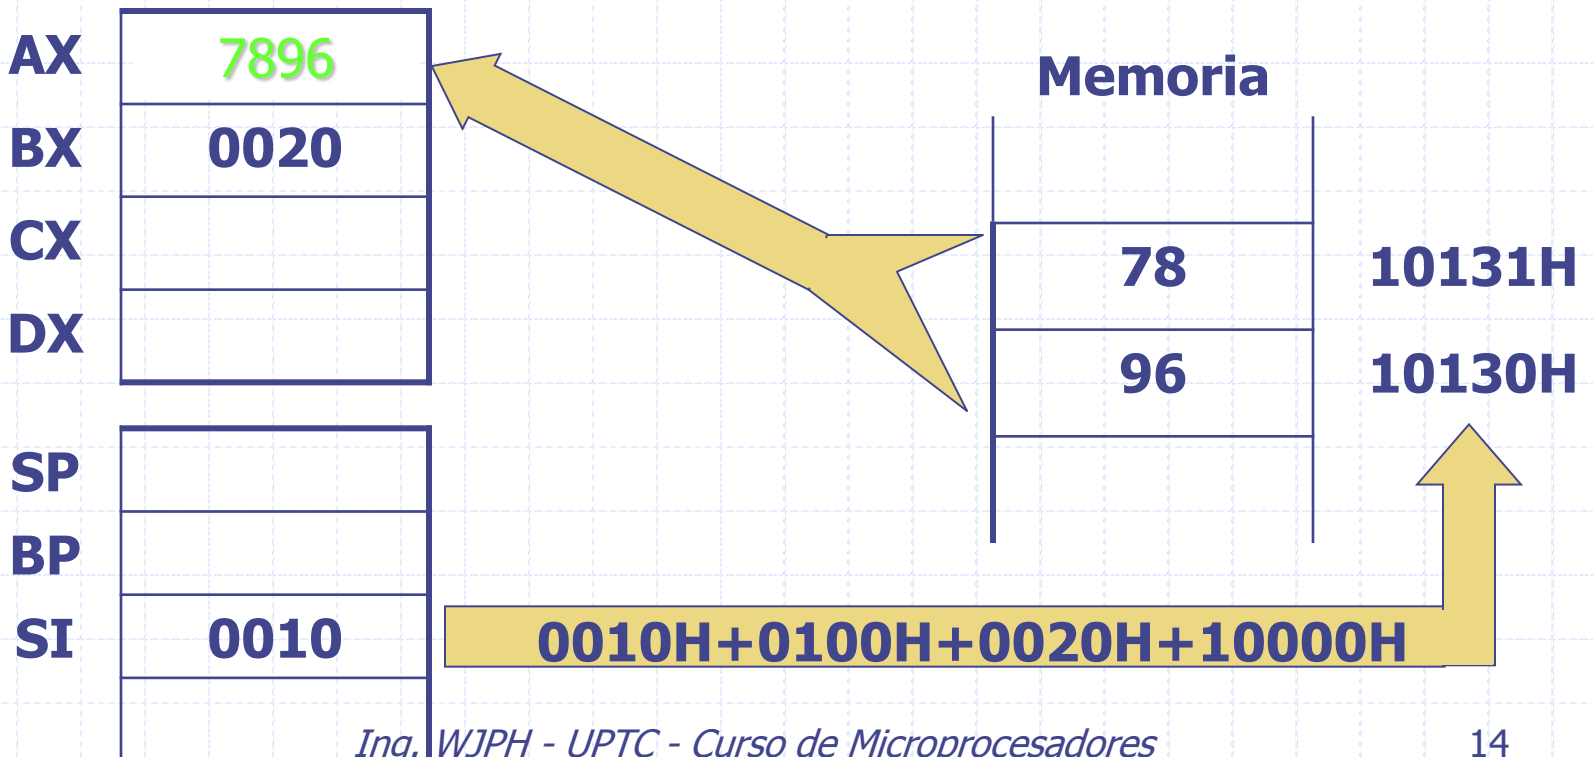 AX 7896
BX 0020
CX
DX
Memoria
78 10131H
96 10130H
SP
BP
SI 0010
0010H+0100H+0020H+10000H
Ing. WJPH - UPTC - Curso de Microprocesadores 14